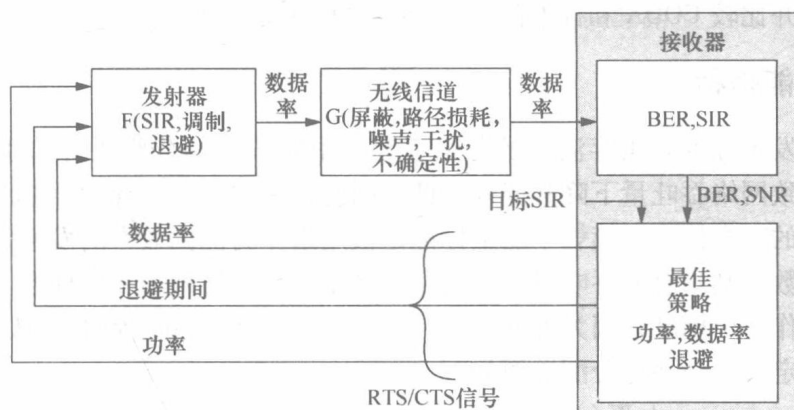 接收器
发射器
F(SIR,调制,
退避)
数据
率
无线信道
G(屏蔽,路径损耗,
噪声,干扰,
不确定性)
数据
率
BER,SIR
目标SIR
BER,SNR
数据率
退避期间
功率
最佳
策略
功率,数据率
退避
RTS/CTS信号